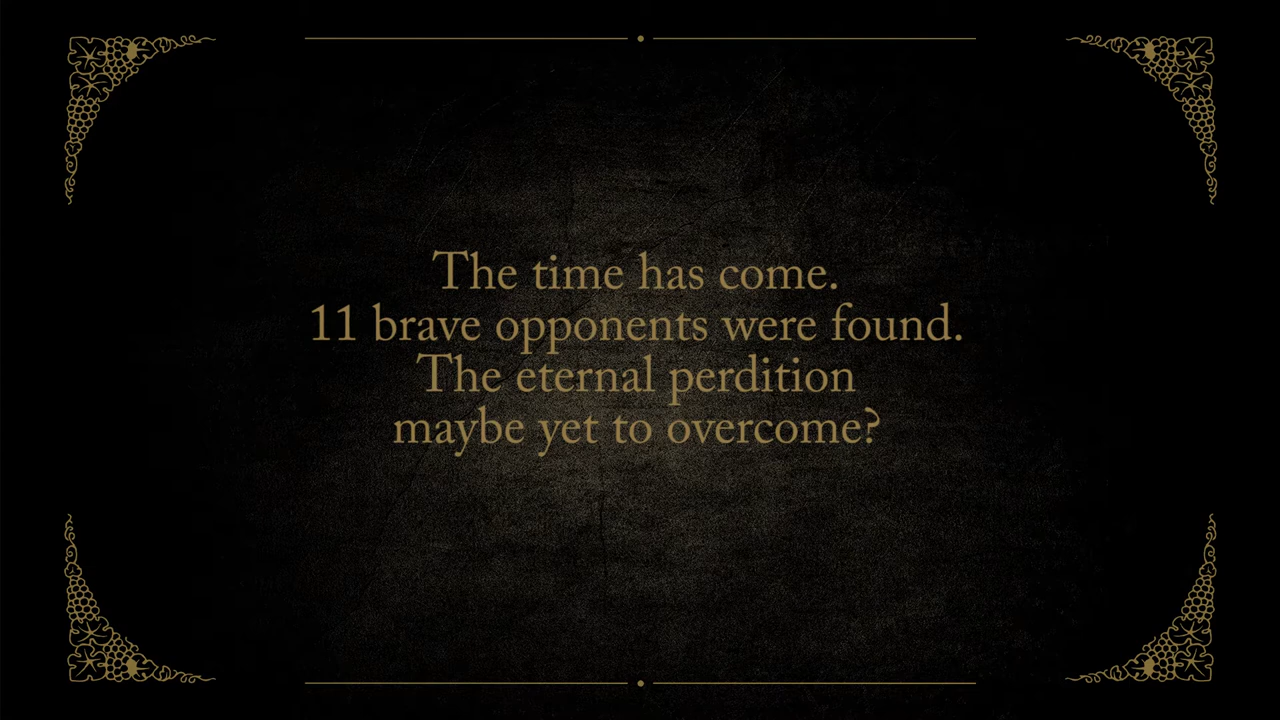 The time has come.
11 brave opponents were found.
The eternal perdition
maybe yet to overcome?